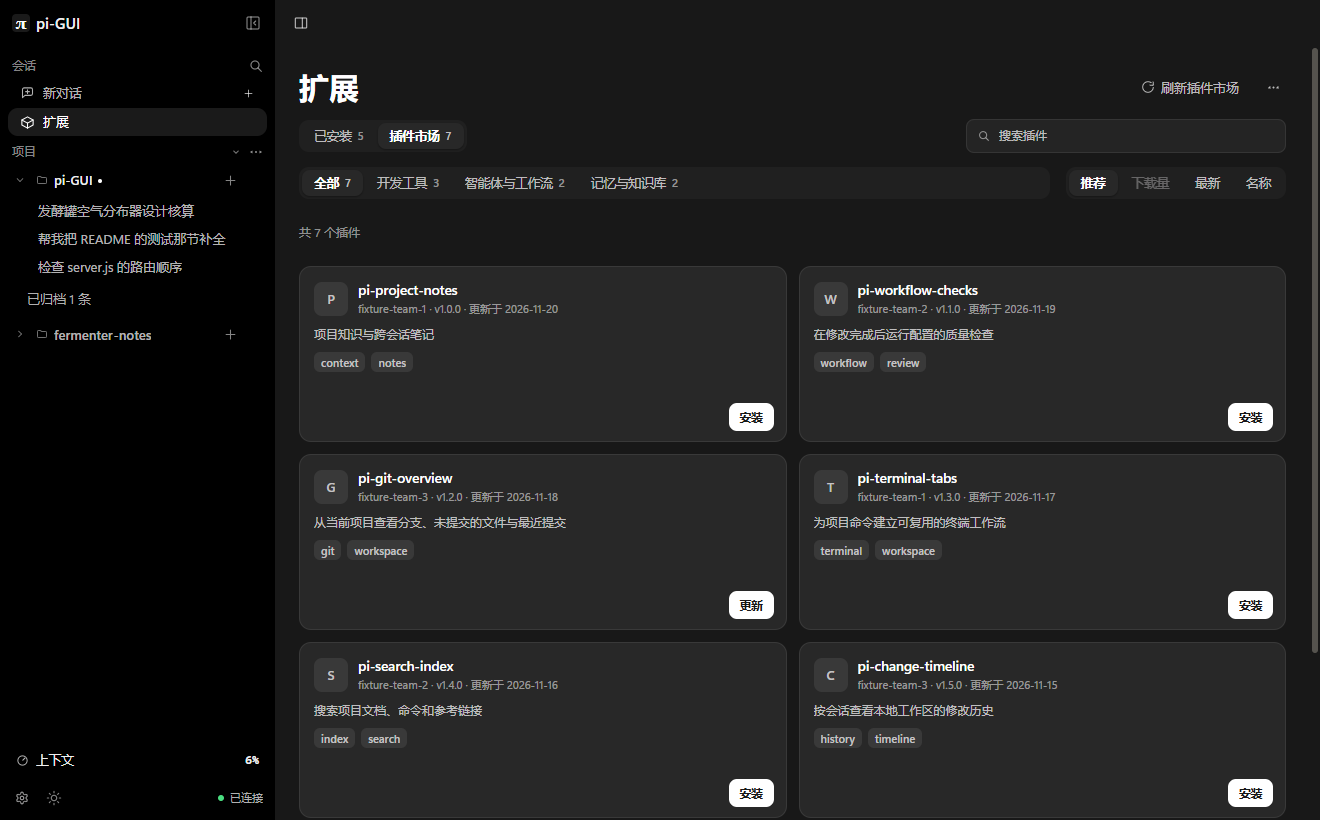 π pi-GUI
会话
新对话
扩展
项目
pi-GUI •
发酵罐空气分布器设计核算
帮我把 README 的测试那节补全
检查 server.js 的路由顺序
已归档 1 条
fermenter-notes
上下文 6%
已连接
扩展
刷新插件市场
已安装 5 插件市场 7
搜索插件
全部 7 开发工具 3 智能体与工作流 2 记忆与知识库 2
推荐 下载量 最新 名称
共 7 个插件
P
pi-project-notes
fixture-team-1 · v1.0.0 · 更新于 2026-11-20
项目知识与跨会话笔记
context notes
安装
W
pi-workflow-checks
fixture-team-2 · v1.1.0 · 更新于 2026-11-19
在修改完成后运行配置的质量检查
workflow review
安装
G
pi-git-overview
fixture-team-3 · v1.2.0 · 更新于 2026-11-18
从当前项目查看分支、未提交的文件与最近提交
git workspace
更新
T
pi-terminal-tabs
fixture-team-1 · v1.3.0 · 更新于 2026-11-17
为项目命令建立可复用的终端工作流
terminal workspace
安装
S
pi-search-index
fixture-team-2 · v1.4.0 · 更新于 2026-11-16
搜索项目文档、命令和参考链接
index search
安装
C
pi-change-timeline
fixture-team-3 · v1.5.0 · 更新于 2026-11-15
按会话查看本地工作区的修改历史
history timeline
安装